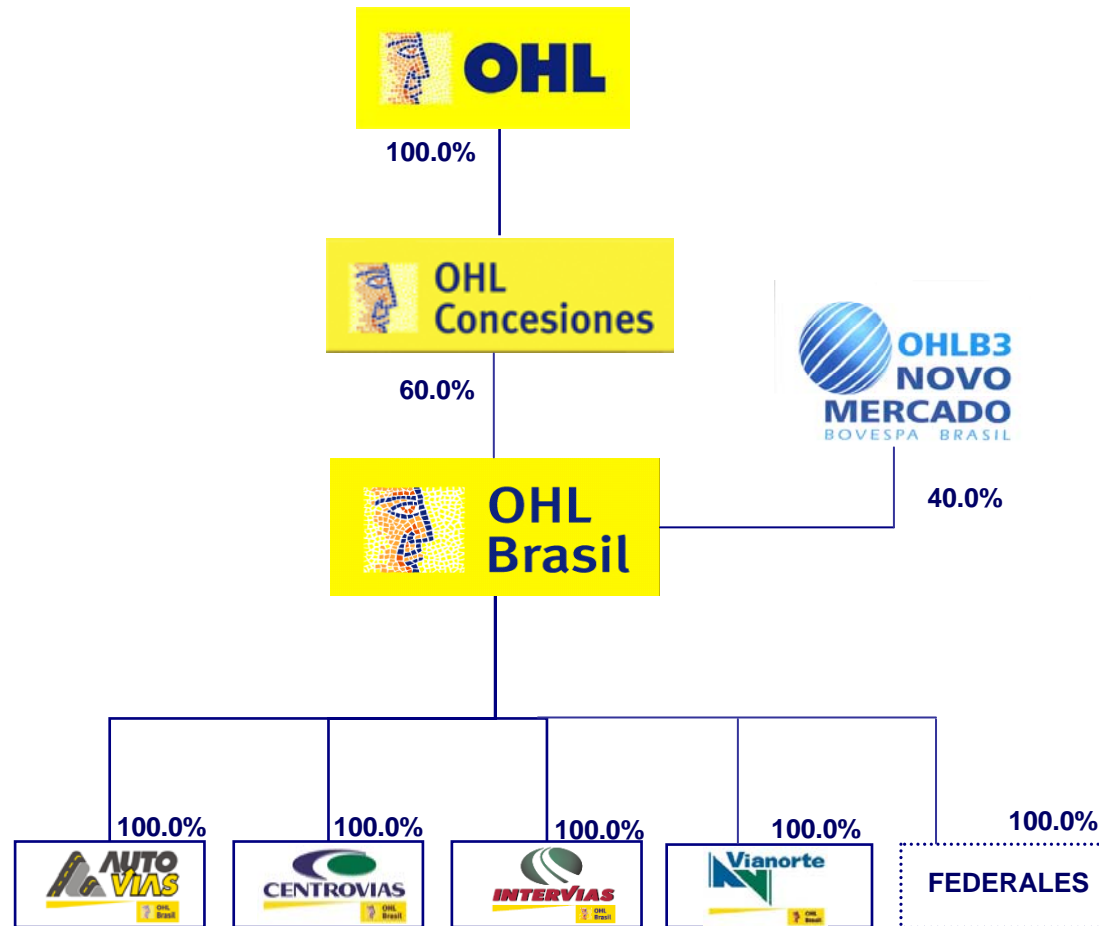 OHL
100.0%
OHL
Concesiones
60.0%
OHLB3
NOVO
MERCADO
BOVESPA BRASIL
40.0%
OHL
Brasil
100.0%
100.0%
100.0%
100.0%
100.0%
AUTO
VIAS
OHL
Brasil
CENTROVIAS
OHL
Brasil
INTERVIAS
OHL
Brasil
Vianorte
OHL
Brasil
FEDERALES